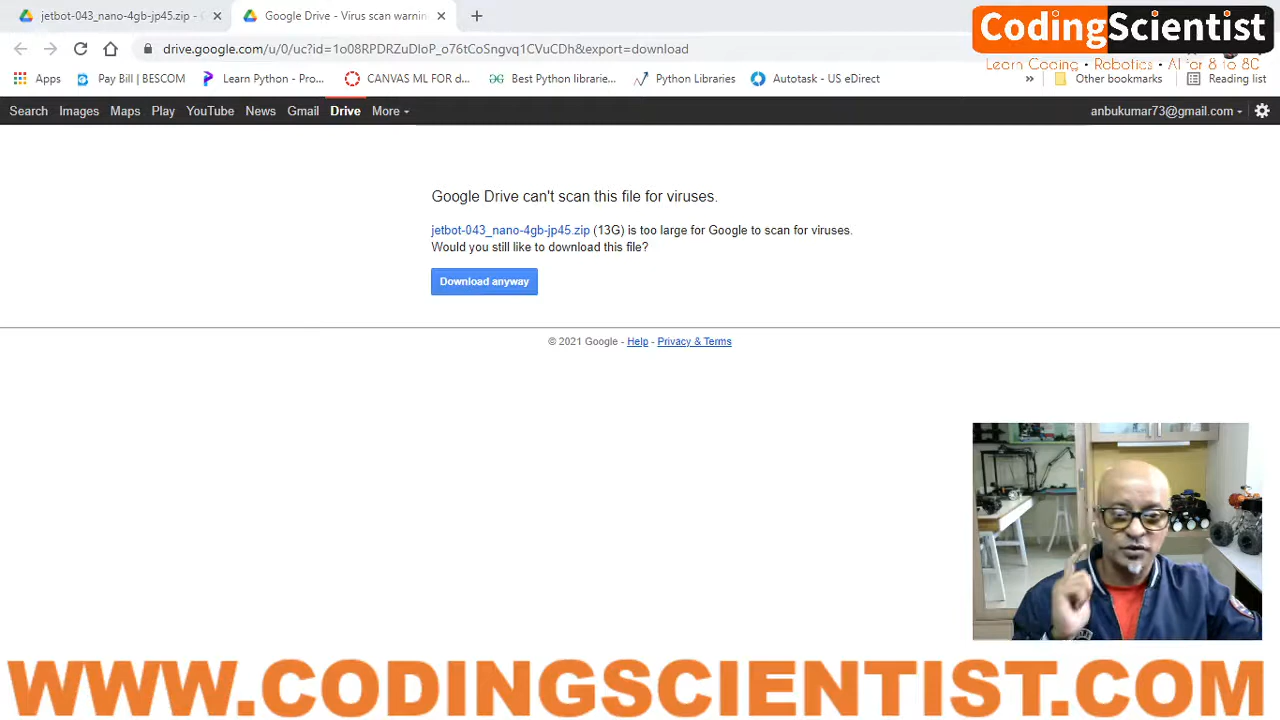 jetbot-043_nano-4gb-jp45.zip - G
Google Drive - Virus scan warnin
CodingScientist
Learn Coding • Robotics • AI for 8 to 80
drive.google.com/u/0/uc?id=1o08RPDRZuDIoP_o76tCoSngvq1CVuCDh&export=download
Apps
Pay Bill | BESCOM
Learn Python - Pro...
CANVAS ML FOR a...
Best Python librarie...
Python Libraries
Autotask - US eDirect
»
Other bookmarks
Reading list
Search Images Maps Play YouTube News Gmail Drive More
anbukumar73@gmail.com
Google Drive can't scan this file for viruses.
jetbot-043_nano-4gb-jp45.zip (13G) is too large for Google to scan for viruses.
Would you still like to download this file?
Download anyway
© 2021 Google - Help - Privacy & Terms
WWW.CODINGSCIENTIST.COM